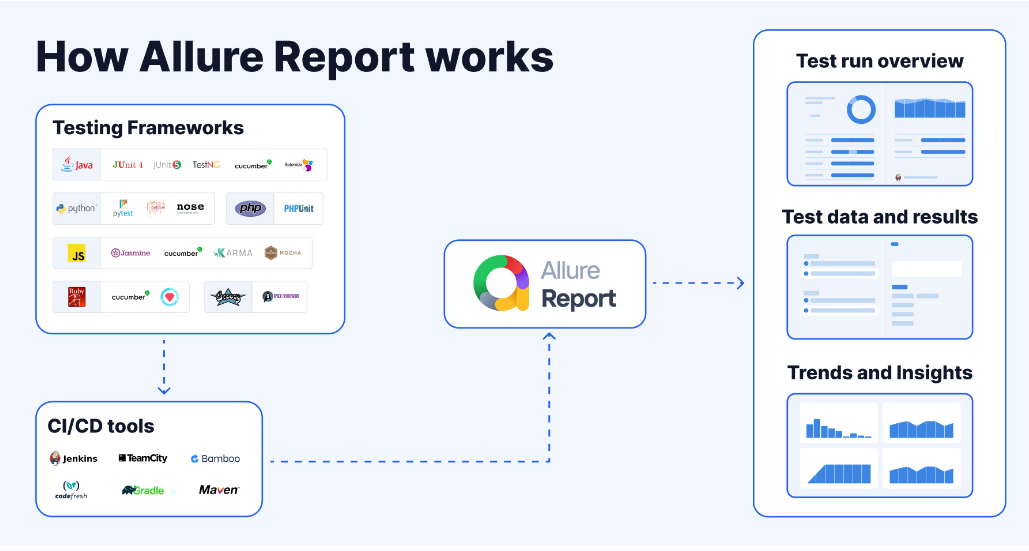 How Allure Report works
Testing Frameworks
Java
JUnit 4
JUnit 5
TestNG
cucumber
python
pytest
nose
php
PHPUnit
JS
Jasmine
cucumber
KARMA
MOCHA
Ruby
cucumber
CI/CD tools
Jenkins
TeamCity
Bamboo
codefresh
Gradle
Maven
Allure
Report
Test run overview
Test data and results
Trends and Insights